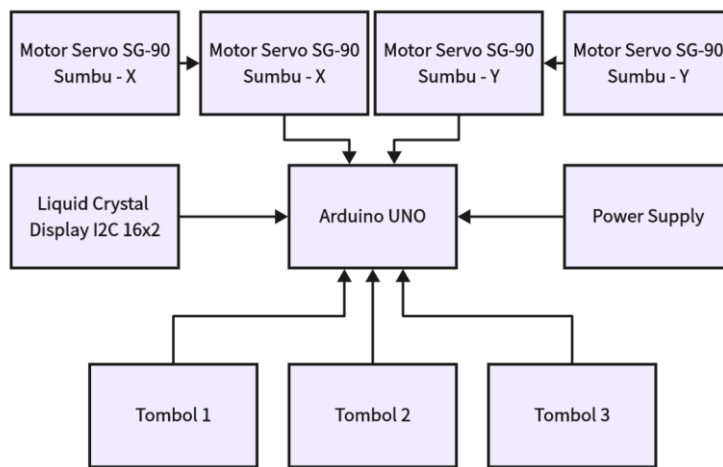 Motor Servo SG-90
Sumbu - X
Motor Servo SG-90
Sumbu - X
Motor Servo SG-90
Sumbu - Y
Motor Servo SG-90
Sumbu - Y
Liquid Crystal
Display I2C 16x2
Arduino UNO
Power Supply
Tombol 1
Tombol 2
Tombol 3